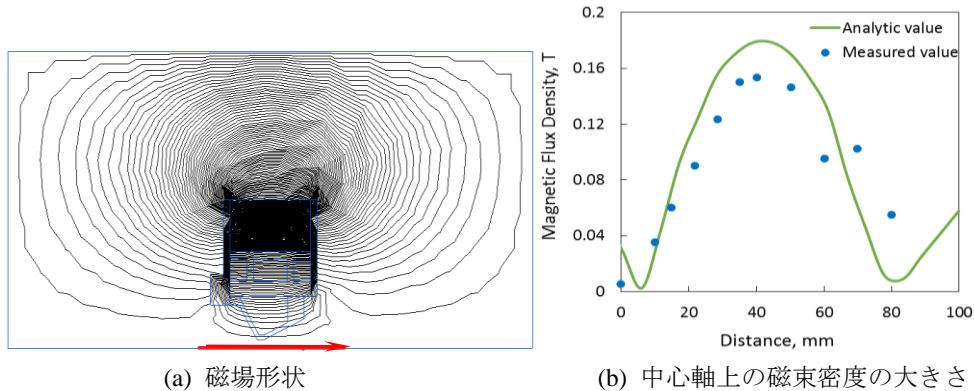 0.2
0.16
0.12
0.08
0.04
0
Magnetic Flux Density, T
Analytic value
Measured value
0 20 40 60 80 100
Distance, mm
(a) 磁場形状
(b) 中心軸上の磁束密度の大きさ